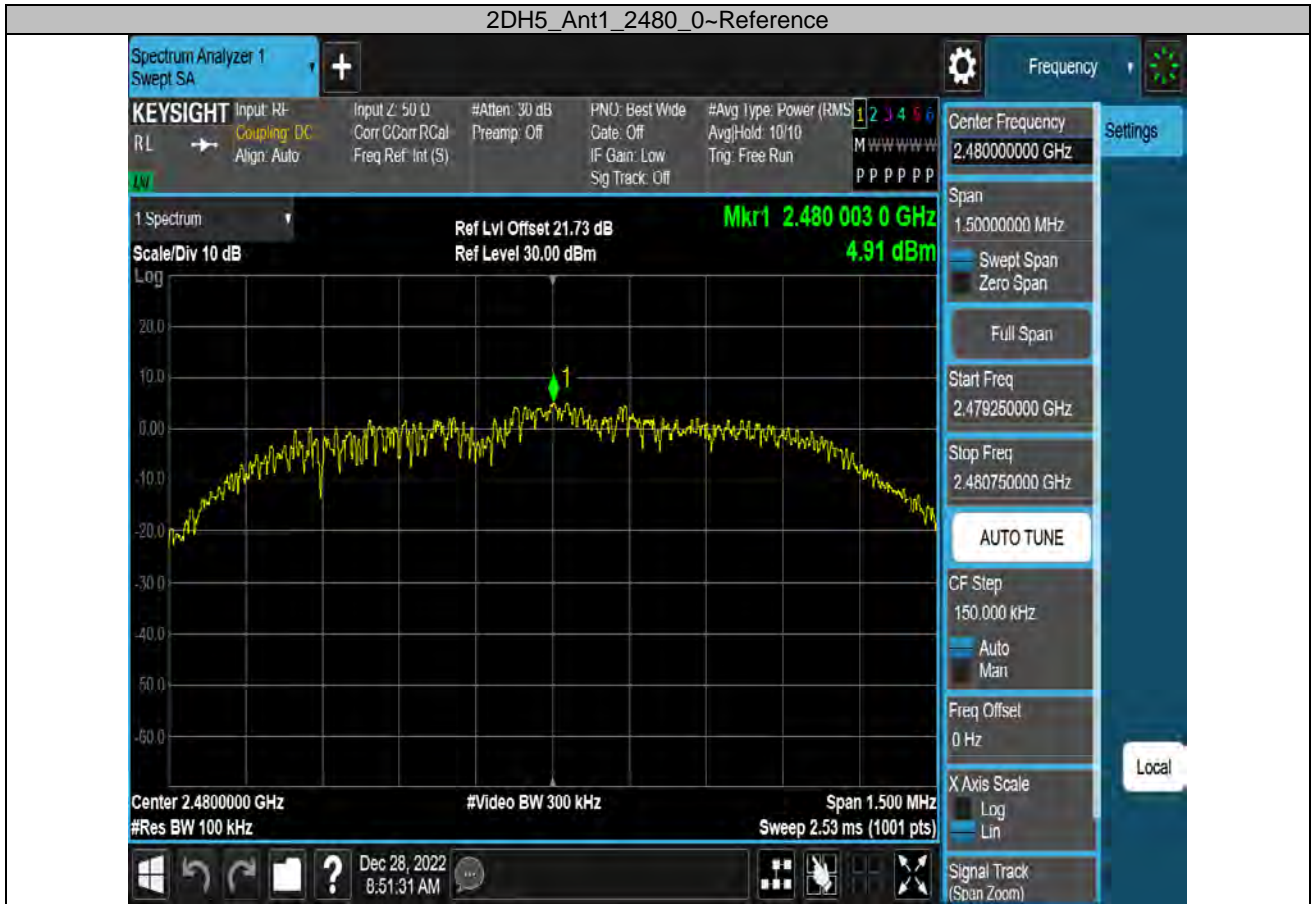 2DH5_Ant1_2480_0~Reference
Spectrum Analyzer 1
Swept SA
+
Frequency
KEYSIGHT
RL
Input: RF
Coupling: DC
Align: Auto
Input Z: 50 Ω
Corr CCorr RCal
Freq Ref: Int (S)
#Atten: 30 dB
Preamp: Off
PNO: Best Wide
Gate: Off
IF Gain: Low
Sig Track: Off
#Avg Type: Power (RMS
Avg|Hold: 10/10
Trig: Free Run
1 2 3 4 5 6
M W W W W W
P P P P P P
1 Spectrum
Scale/Div 10 dB
Ref Lvl Offset 21.73 dB
Ref Level 30.00 dBm
Mkr1 2.480 003 0 GHz
4.91 dBm
Log
20.0
10.0
0.00
-10.0
-20.0
-30.0
-40.0
-50.0
-60.0
1
Center 2.4800000 GHz
#Res BW 100 kHz
#Video BW 300 kHz
Span 1.500 MHz
Sweep 2.53 ms (1001 pts)
Center Frequency
2.480000000 GHz
Settings
Span
1.50000000 MHz
Swept Span
Zero Span
Full Span
Start Freq
2.479250000 GHz
Stop Freq
2.480750000 GHz
AUTO TUNE
CF Step
150.000 kHz
Auto
Man
Freq Offset
0 Hz
X Axis Scale
Log
Lin
Local
Signal Track
(Span Zoom)
?
Dec 28, 2022
8:51:31 AM